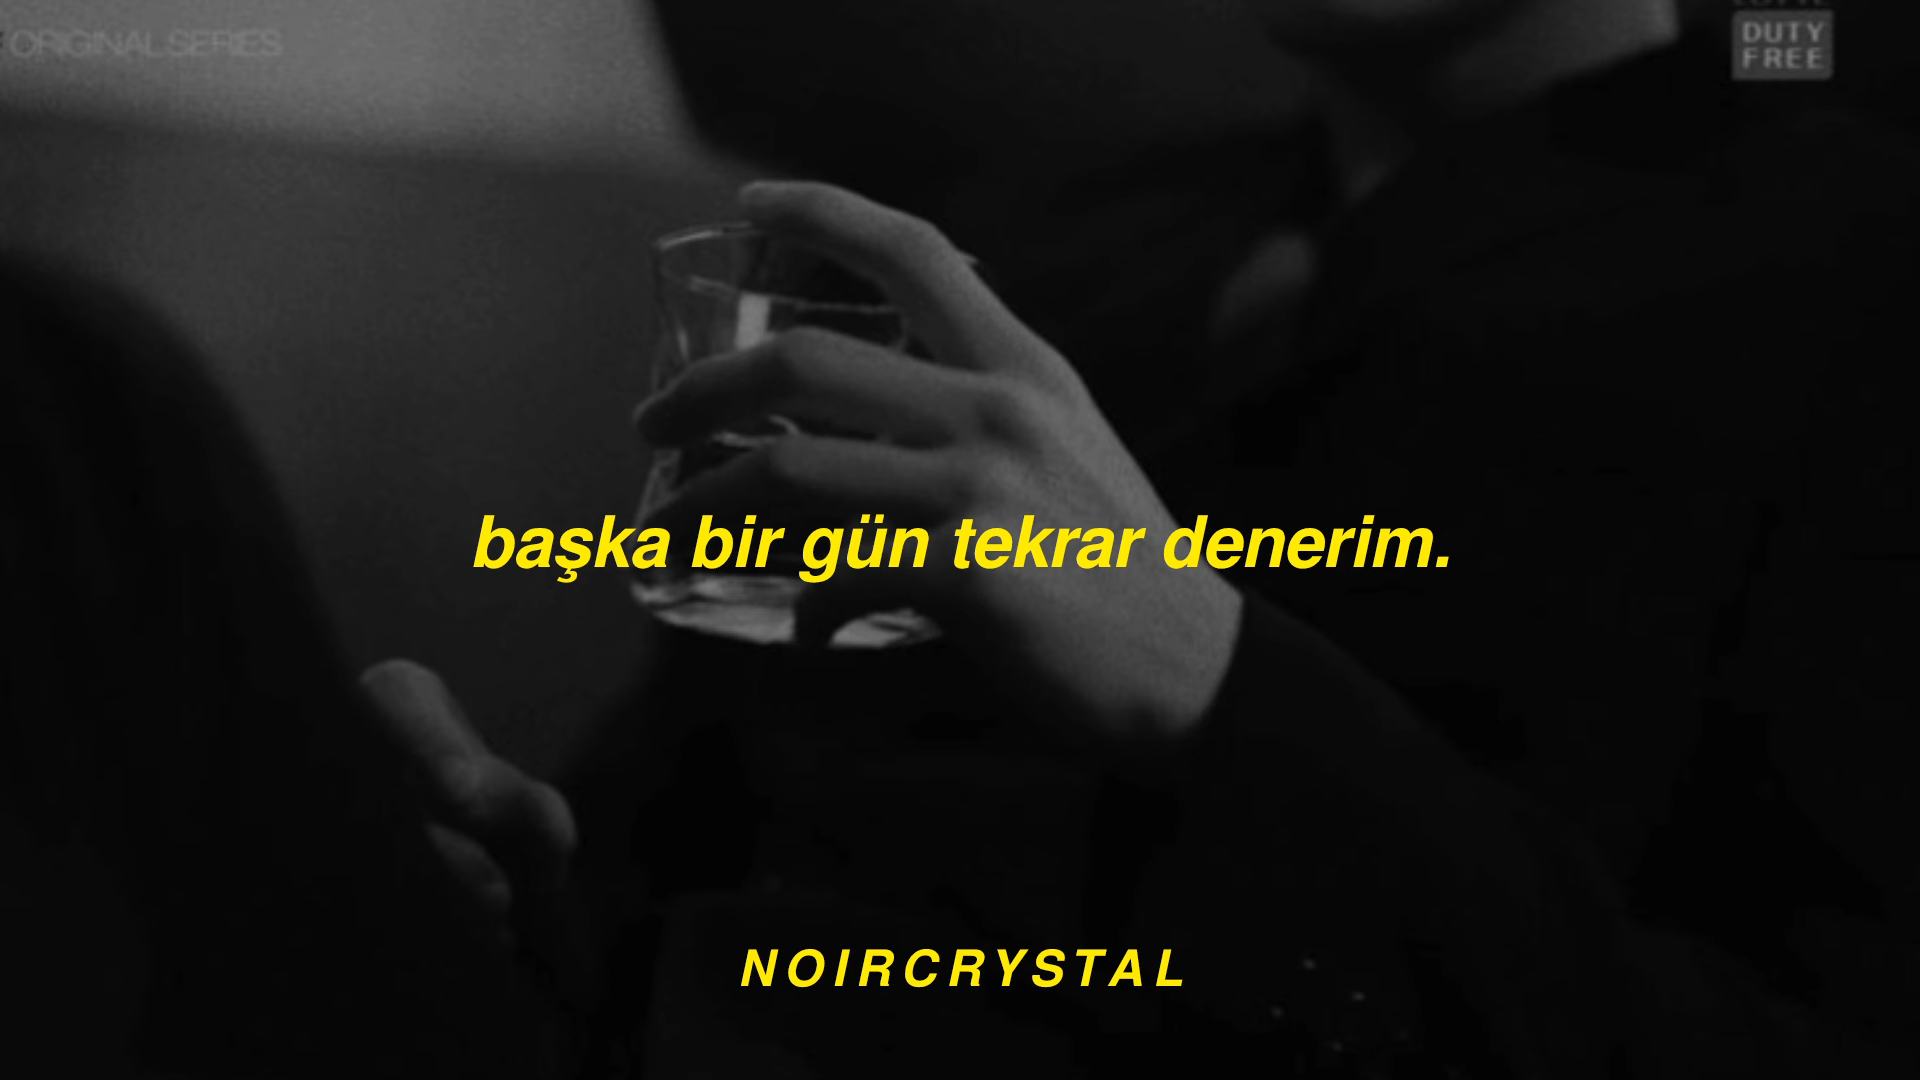 ORIGINAL SERIES
DUTY
FREE
başka bir gün tekrar denerim.
NOIRCRYSTAL